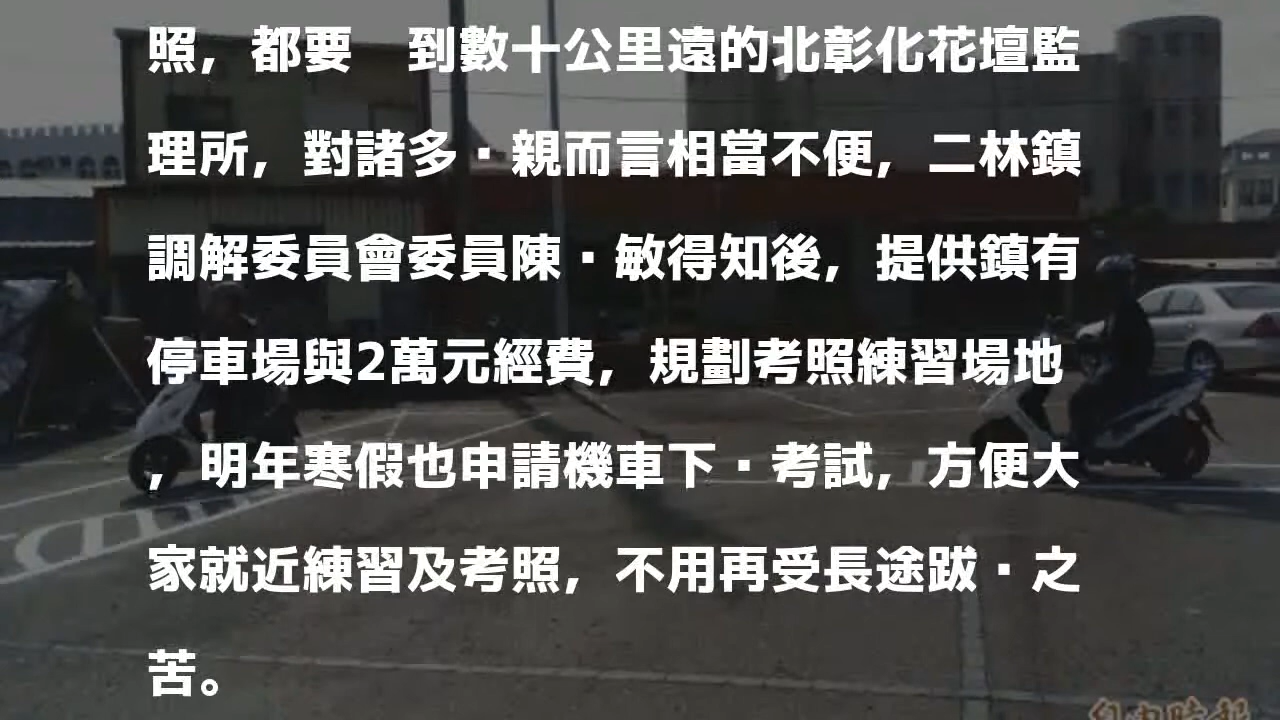 照，都要　到數十公里遠的北彰化花壇監
理所，對諸多▪親而言相當不便，二林鎮
調解委員會委員陳▪敏得知後，提供鎮有
停車場與2萬元經費，規劃考照練習場地
，明年寒假也申請機車下▪考試，方便大
家就近練習及考照，不用再受長途跋▪之
苦。
自由時報